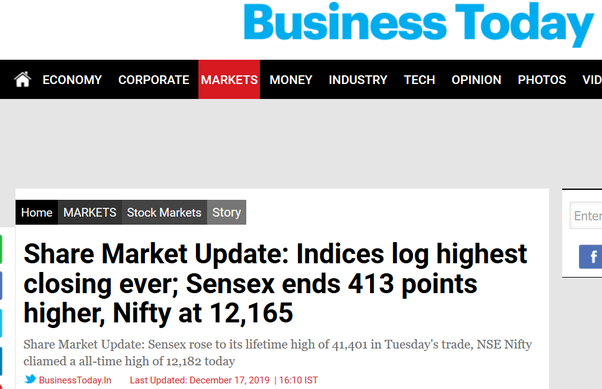 Business Today
ECONOMY CORPORATE MARKETS MONEY INDUSTRY TECH OPINION PHOTOS VID
Home MARKETS Stock Markets Story
Enter
f
Share Market Update: Indices log highest
closing ever; Sensex ends 413 points
higher, Nifty at 12,165
Share Market Update: Sensex rose to its lifetime high of 41,401 in Tuesday's trade, NSE Nifty
cliamed a all-time high of 12,182 today
BusinessToday.In Last Updated: December 17, 2019 | 16:10 IST